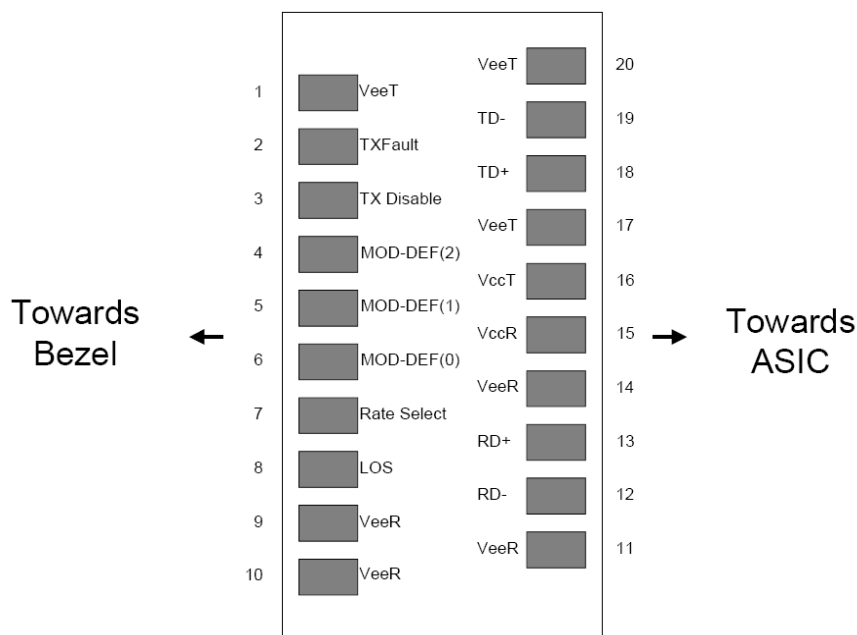 VeeT 20
1 VeeT
TD- 19
2 TXFault
TD+ 18
3 TX Disable
VeeT 17
4 MOD-DEF(2)
VccT 16
5 MOD-DEF(1)
Towards
Bezel
VccR 15
Towards
ASIC
6 MOD-DEF(0)
VeeR 14
7 Rate Select
RD+ 13
8 LOS
RD- 12
9 VeeR
VeeR 11
10 VeeR